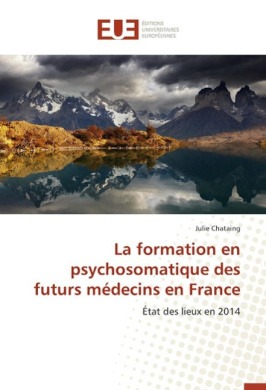 EUE
ÉDITIONS
UNIVERSITAIRES
EUROPÉENNES
Julie Chataing
La formation en
psychosomatique des
futurs médecins en France
État des lieux en 2014